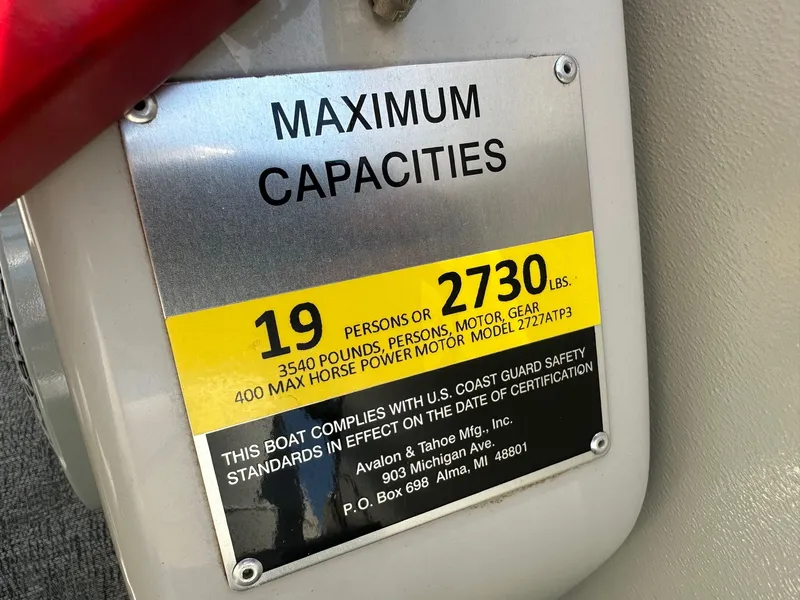 MAXIMUM
CAPACITIES
19 PERSONS OR 2730 LBS.
3540 POUNDS, PERSONS, MOTOR, GEAR
400 MAX HORSE POWER MOTOR MODEL 2727ATP3
THIS BOAT COMPLIES WITH U.S. COAST GUARD SAFETY
STANDARDS IN EFFECT ON THE DATE OF CERTIFICATION
Avalon & Tahoe Mfg., Inc.
903 Michigan Ave.
P.O. Box 698 Alma, MI 48801